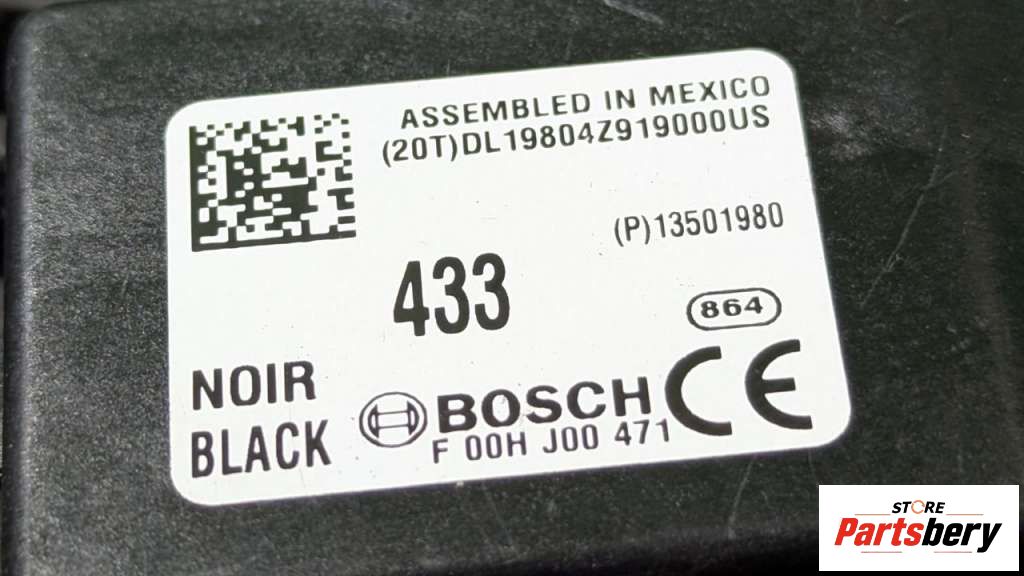 ASSEMBLED IN MEXICO
(20T)DL19804Z919000US
(P)13501980
433
864
NOIR
BLACK
BOSCH
F 00H J00 471
CE
STORE
Partsbery